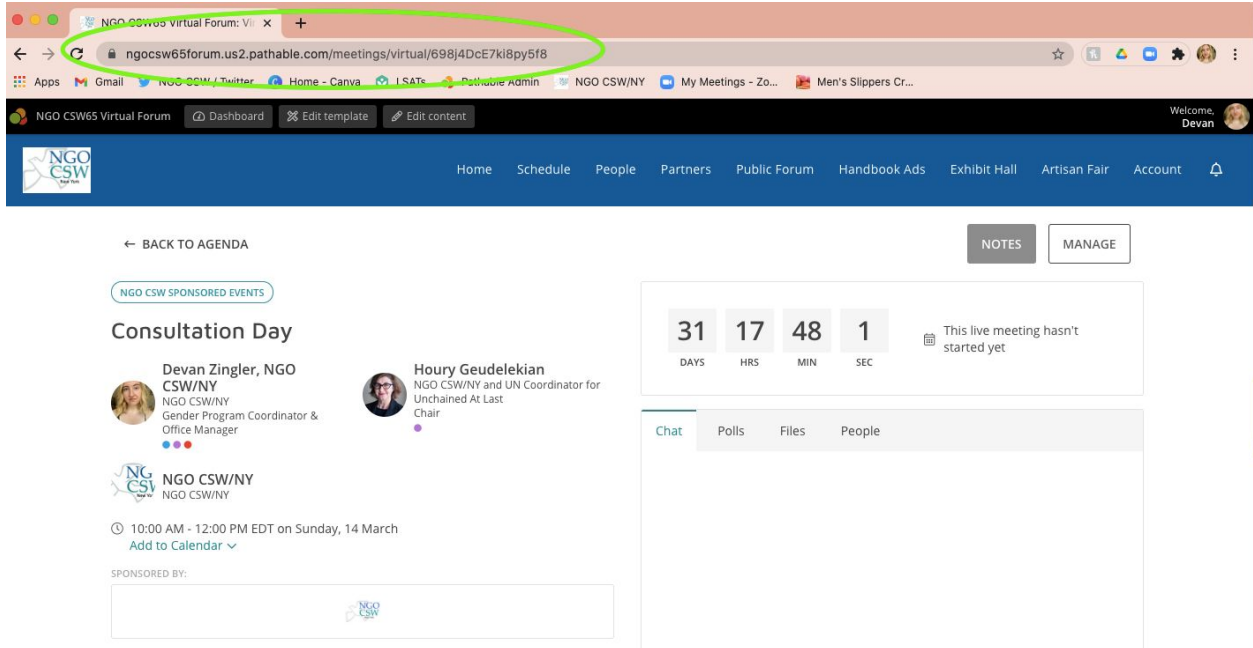 NGO CSW65 Virtual Forum: Vir
ngocsw65forum.us2.pathable.com/meetings/virtual/698j4DcE7ki8py5f8
Apps Gmail NGO CSW / Twitter Home - Canva LSATs Pathable Admin NGO CSW/NY My Meetings - Zo... Men's Slippers Cr...
NGO CSW65 Virtual Forum Dashboard Edit template Edit content Welcome,
Devan
NGO
CSW
New York
Home Schedule People Partners Public Forum Handbook Ads Exhibit Hall Artisan Fair Account
← BACK TO AGENDA
NOTES MANAGE
NGO CSW SPONSORED EVENTS
Consultation Day
Devan Zingler, NGO
CSW/NY
NGO CSW/NY
Gender Program Coordinator &
Office Manager
Houry Geudelekian
NGO CSW/NY and UN Coordinator for
Unchained At Last
Chair
NG
CSV
NGO CSW/NY
NGO CSW/NY
10:00 AM - 12:00 PM EDT on Sunday, 14 March
Add to Calendar
SPONSORED BY:
NGO
CSW
31 17 48 1
DAYS HRS MIN SEC
This live meeting hasn't
started yet
Chat Polls Files People